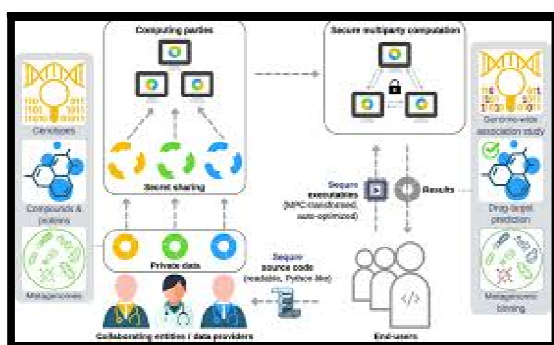 Computing parties
Secure multiparty computation
Genotypes
Compounds &
proteins
Metagenomes
Secret sharing
Private data
Collaborating entities / data providers
Sequre
source code
(readable, Python-like)
Sequre
executables
(MPC-transformed,
auto-optimized)
Results
End-users
Genome-wide
association study
Drug-target
prediction
Metagenomic
binning